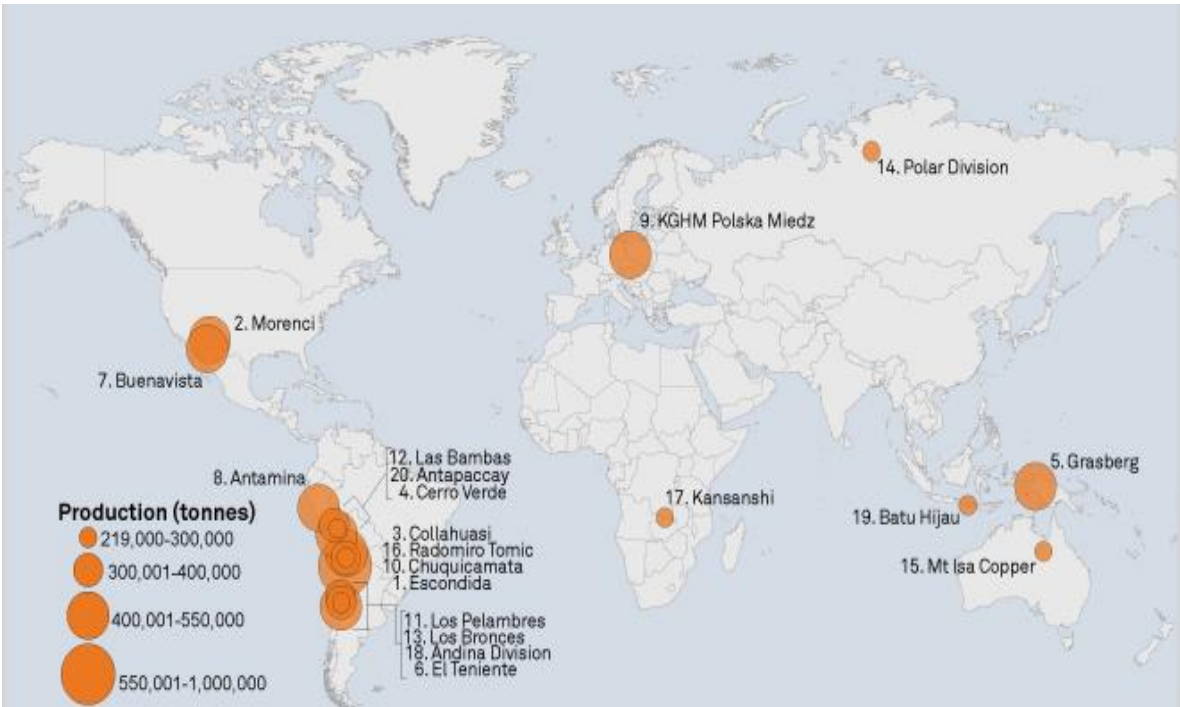 14. Polar Division
9. KGHM Polska Miedz
2. Morenci
7. Buenavista
8. Antamina
12. Las Bambas
20. Antapaccay
4. Cerro Verde
5. Grasberg
17. Kansanshi
19. Batu Hijau
15. Mt Isa Copper
3. Collahuasi
16. Radomiro Tomic
10. Chuquicamata
1. Escondida
11. Los Pelambres
13. Los Bronces
18. Andina Division
6. El Teniente
Production (tonnes)
219,000-300,000
300,001-400,000
400,001-550,000
550,001-1,000,000